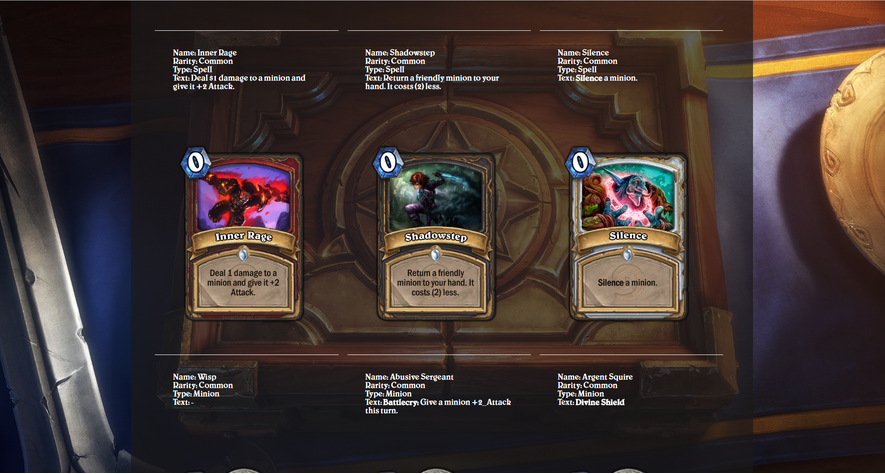 Name: Inner Rage
Rarity: Common
Type: Spell
Text: Deal $1 damage to a minion and
give it +2 Attack.
Name: Shadowstep
Rarity: Common
Type: Spell
Text: Return a friendly minion to your
hand. It costs (2) less.
Name: Silence
Rarity: Common
Type: Spell
Text: Silence a minion.
0
Inner Rage
Deal 1 damage to a
minion and give it +2
Attack.
0
Shadowstep
Return a friendly
minion to your hand. It
costs (2) less.
0
Silence
Silence a minion.
Name: Wisp
Rarity: Common
Type: Minion
Text: -
Name: Abusive Sergeant
Rarity: Common
Type: Minion
Text: Battlecry: Give a minion +2_Attack
this turn.
Name: Argent Squire
Rarity: Common
Type: Minion
Text: Divine Shield